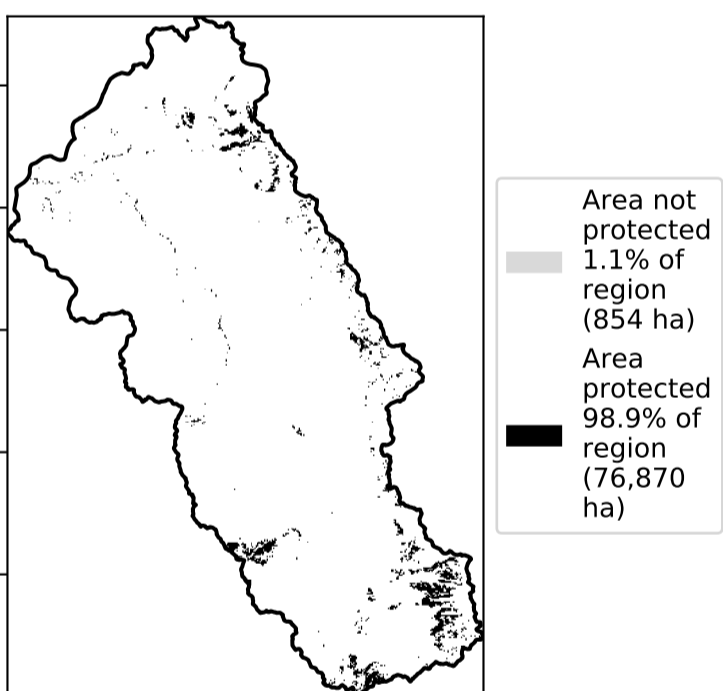 Area not
protected
1.1% of
region
(854 ha)
Area
protected
98.9% of
region
(76,870
ha)